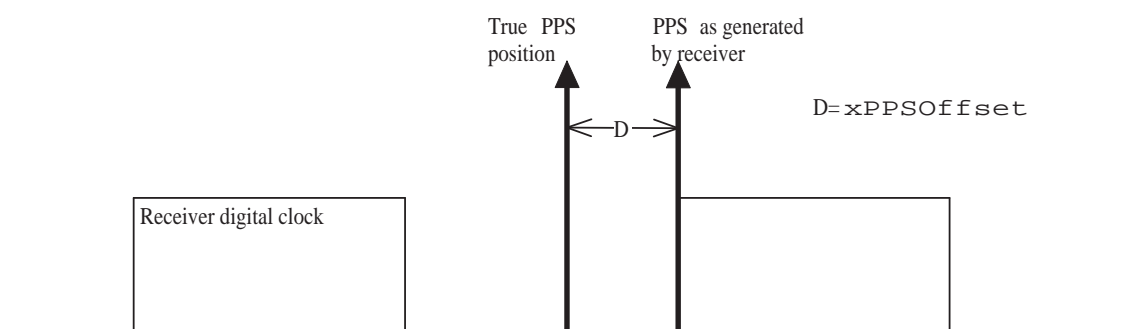 True PPS
position
PPS as generated
by receiver
D=xPPSOffset
D
Receiver digital clock